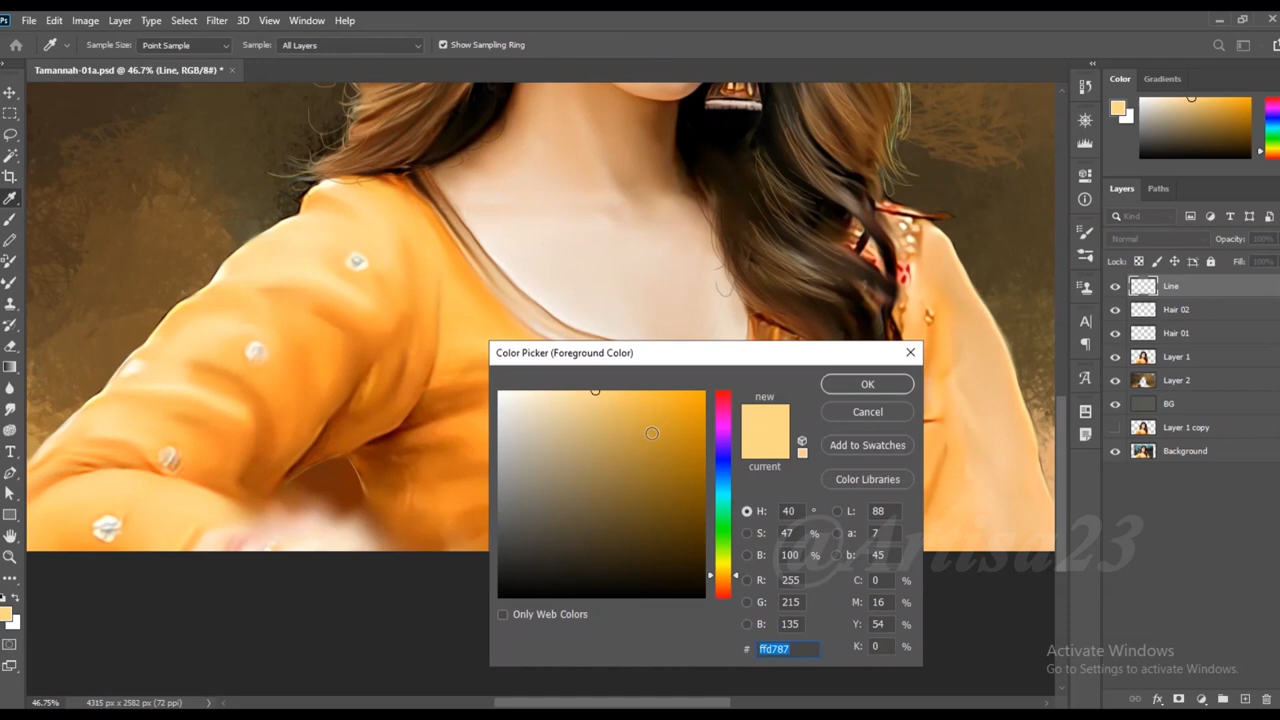 Ps File Edit Image Layer Type Select Filter 3D View Window Help
Sample Size: Point Sample Sample: All Layers Show Sampling Ring
Tamannah-01a.psd @ 46.7% (Line, RGB/8#) *
Color Gradients
Layers Paths
Kind
Normal Opacity: 100%
Lock: Fill: 100%
Line
Hair 02
Hair 01
Layer 1
Layer 2
BG
Layer 1 copy
Background
Color Picker (Foreground Color)
new
current
OK
Cancel
Add to Swatches
Color Libraries
H: 40 ° L: 88
S: 47 % a: 7
B: 100 % b: 45
R: 255 C: 0 %
G: 215 M: 16 %
B: 135 Y: 54 %
# ffd787 K: 0 %
Only Web Colors
@Artisa23
Activate Windows
Go to Settings to activate Windows.
46.75% 4315 px x 2582 px (72 ppi)